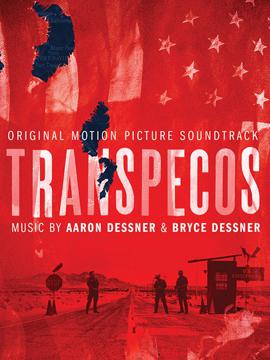 ORIGINAL MOTION PICTURE SOUNDTRACK
TRANSPECOS
MUSIC BY AARON DESSNER & BRYCE DESSNER